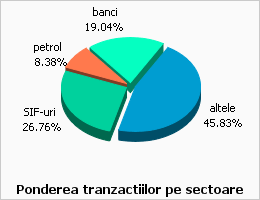 banci
19.04%
petrol
8.38%
altele
45.83%
SIF-uri
26.76%
Ponderea tranzactiilor pe sectoare